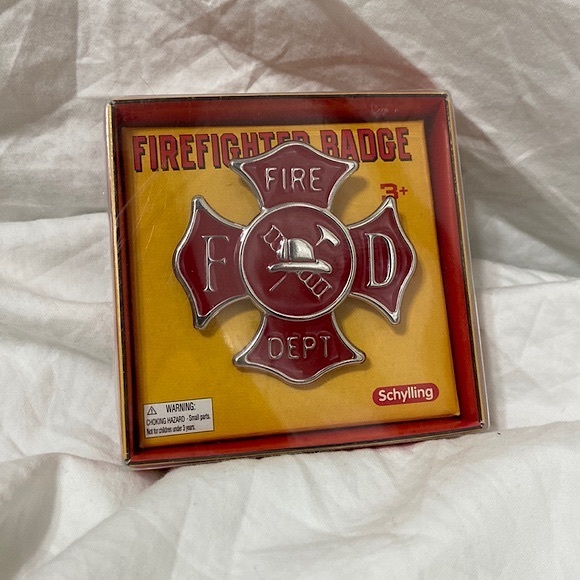 FIREFIGHTER BADGE
3+
FIRE
F D
DEPT
Schylling
WARNING:
CHOKING HAZARD - Small parts.
Not for children under 3 years.